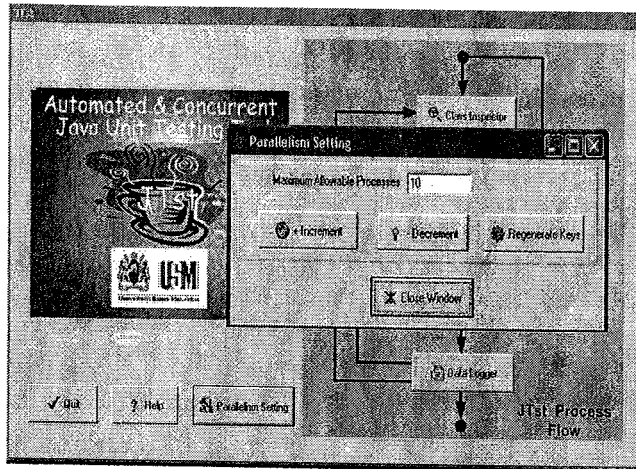 JTst
Automated & Concurrent
Java Unit Testing
JTst
USM
Class Inspector
Parallelism Setting
Maximum Allowable Processes 10
+ Increment
- Decrement
Regenerate Keys
Close Window
Data Logger
Quit
? Help
Parallelism Setting
JTst Process
Flow